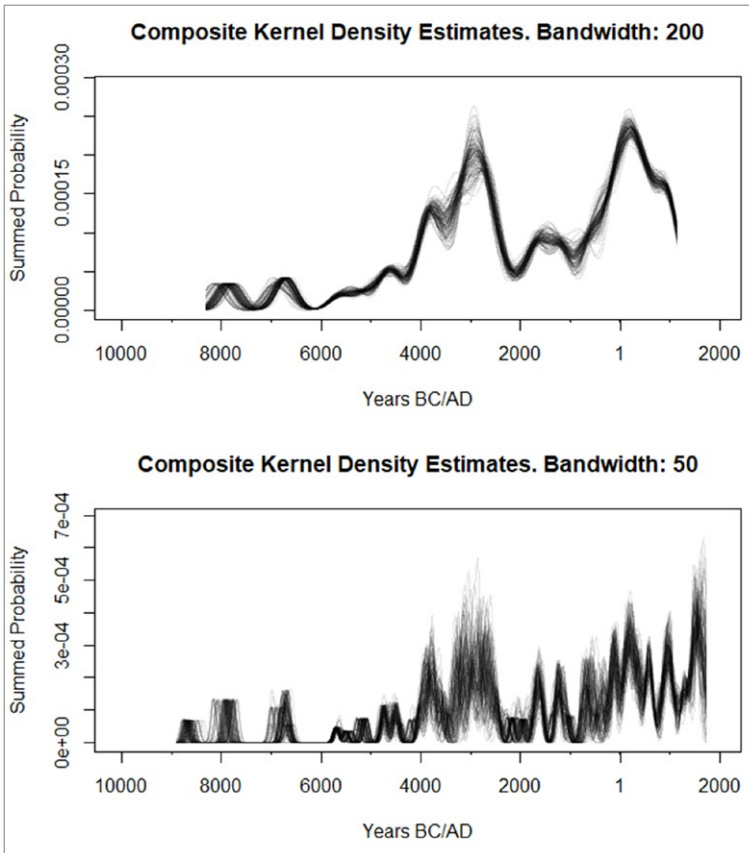 Composite Kernel Density Estimates. Bandwidth: 200
Summed Probability
0.00030
0.00015
0.00000
10000 8000 6000 4000 2000 1 2000
Years BC/AD
Composite Kernel Density Estimates. Bandwidth: 50
Summed Probability
7e-04
5e-04
3e-04
0e+00
10000 8000 6000 4000 2000 1 2000
Years BC/AD